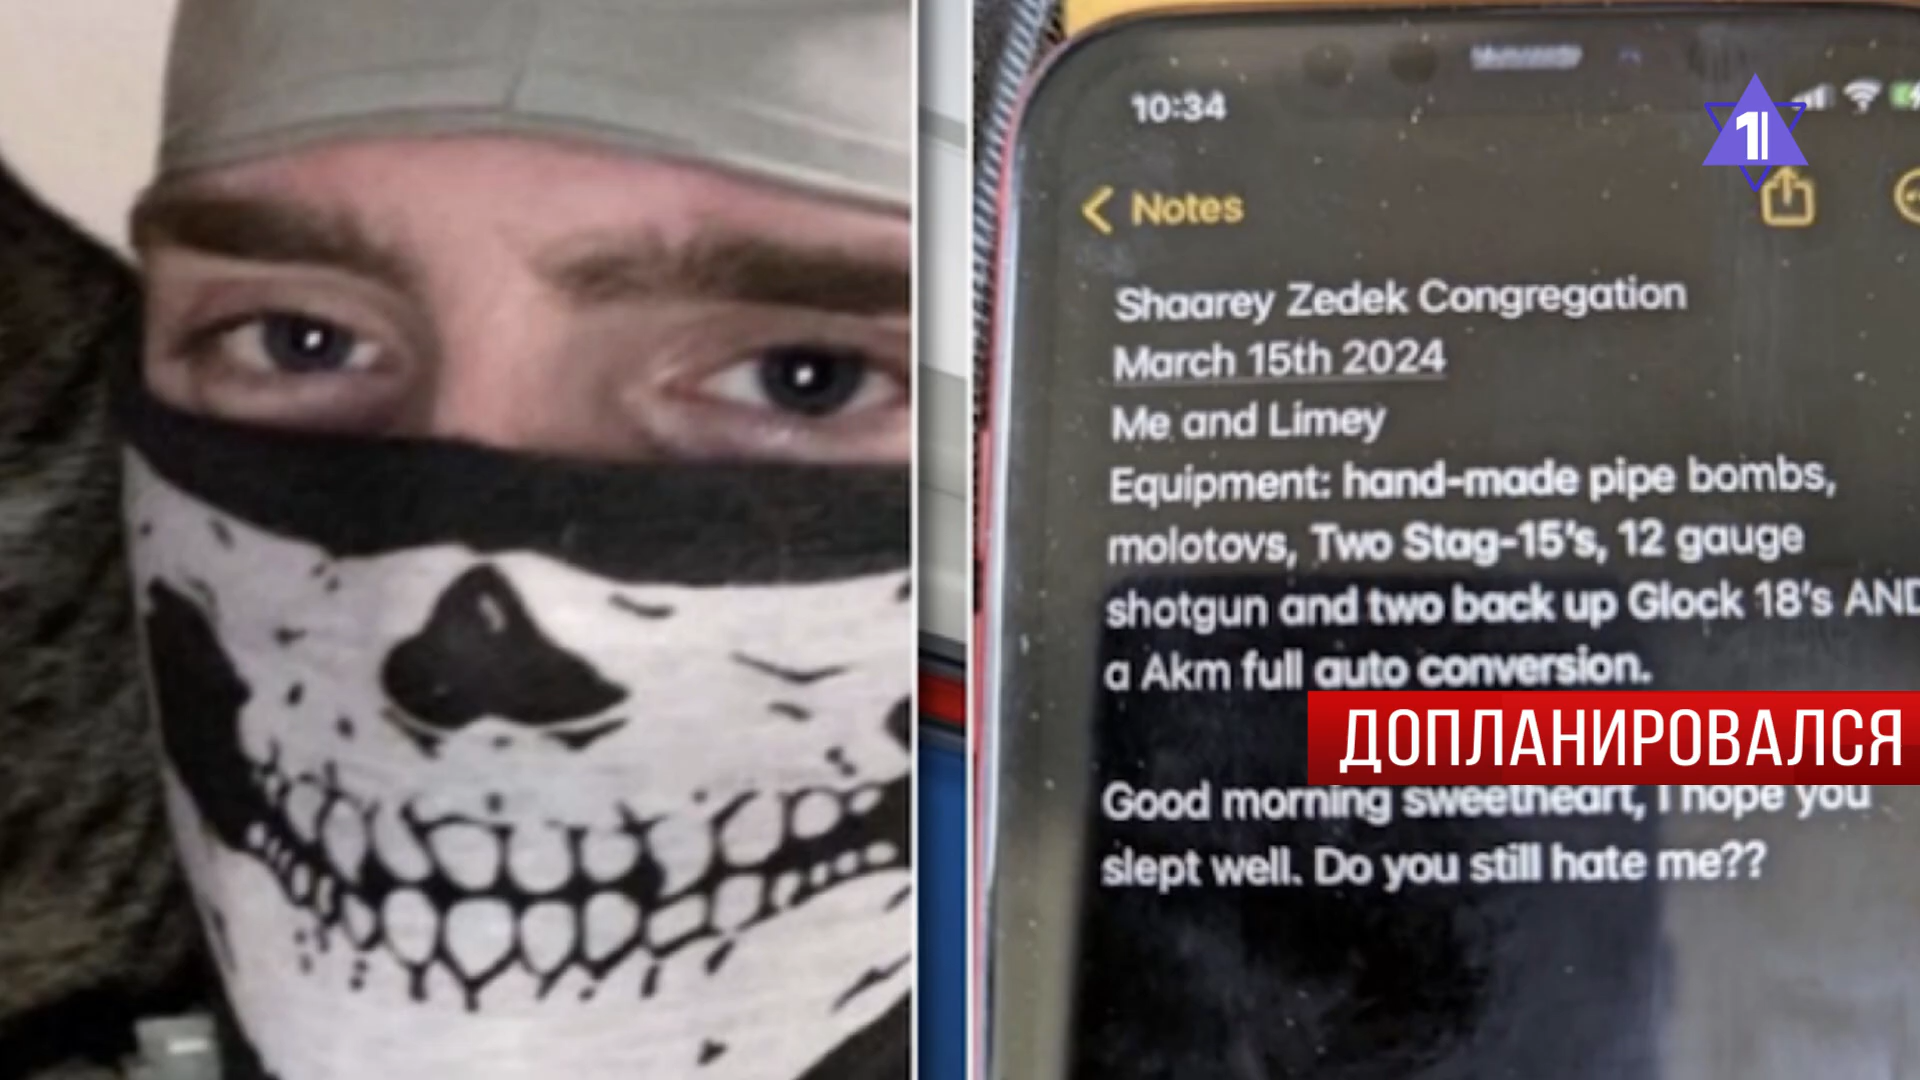 10:34
1
Notes
Shaarey Zedek Congregation
March 15th 2024
Me and Limey
Equipment: hand-made pipe bombs,
molotovs, Two Stag-15's, 12 gauge
shotgun and two back up Glock 18's AND
a Akm full auto conversion.
ДОПЛАНИРОВАЛСЯ
Good morning sweetheart, I hope you
slept well. Do you still hate me??